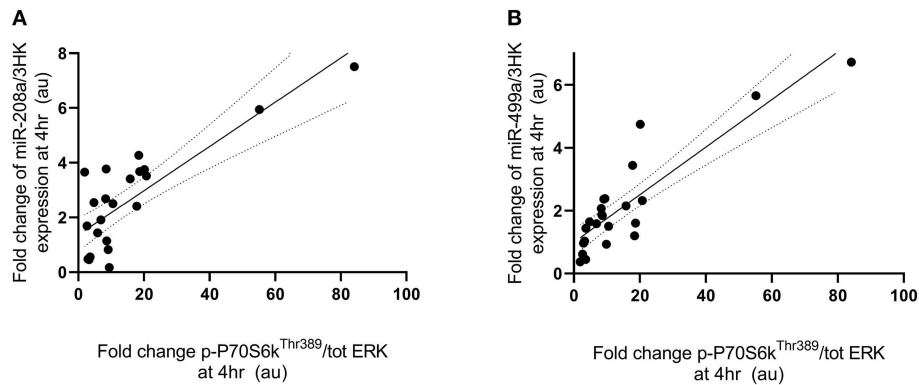 A
Fold change of miR-208a/3HK
expression at 4hr (au)
8
6
4
2
0
0 20 40 60 80 100
Fold change p-P70S6kThr389/tot ERK
at 4hr (au)
B
Fold change of miR-499a/3HK
expression at 4hr (au)
6
4
2
0
0 20 40 60 80 100
Fold change p-P70S6kThr389/tot ERK
at 4hr (au)